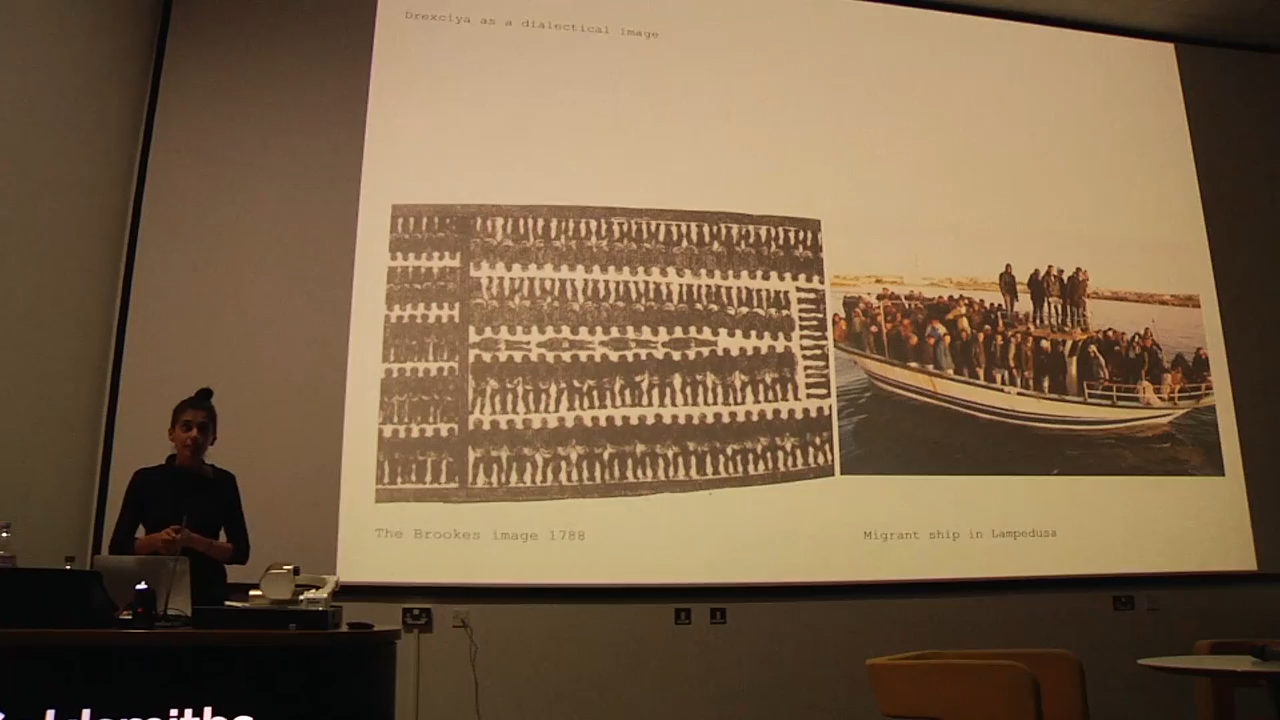 Drexciya as a dialectical image
The Brookes image 1788
Migrant ship in Lampedusa